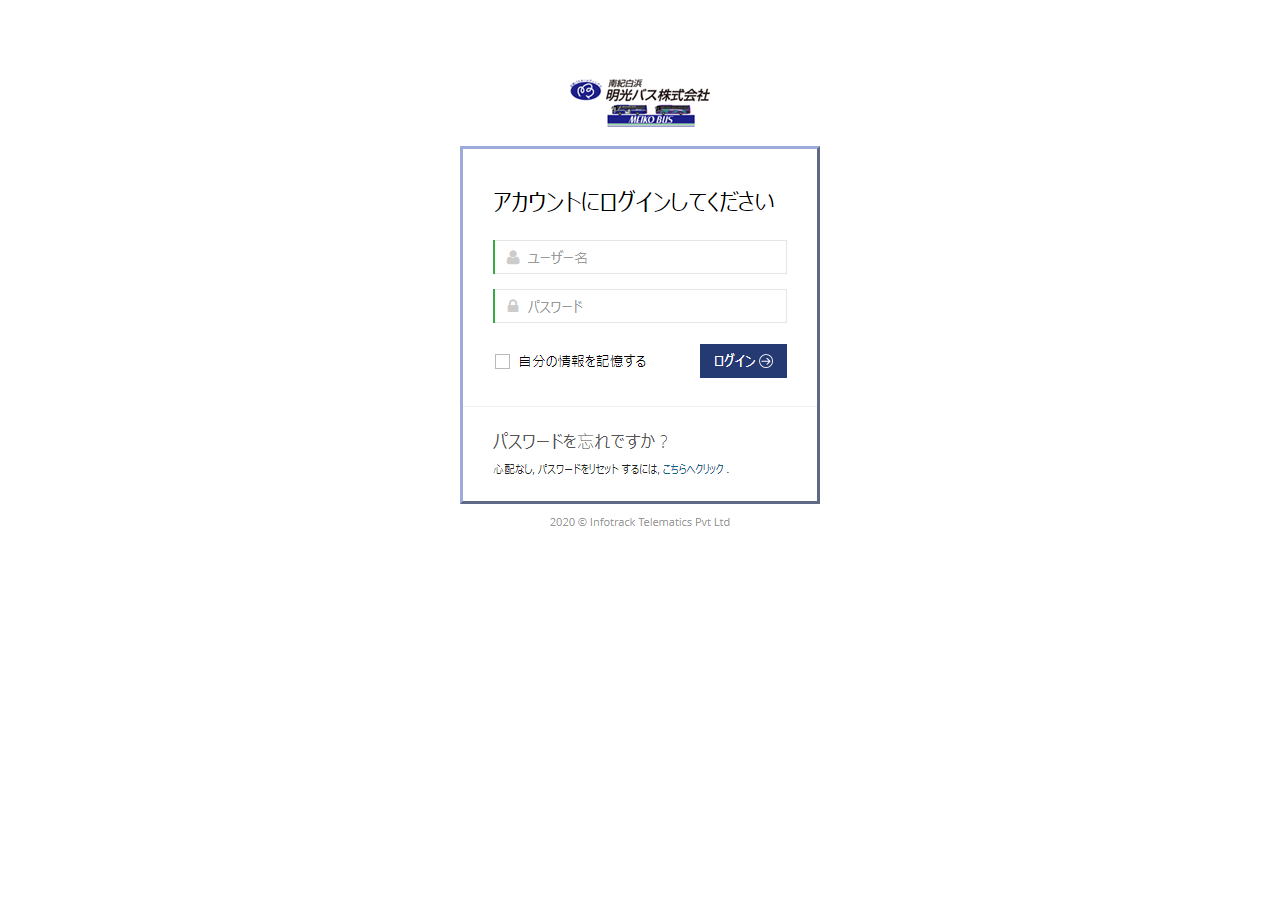 南紀白浜
明光バス株式会社
MEIKO BUS
アカウントにログインしてください
ユーザー名
パスワード
自分の情報を記憶する
ログイン
パスワードを忘れですか ?
心配なし, パスワードをリセット するには, こちらへクリック .
2020 © Infotrack Telematics Pvt Ltd